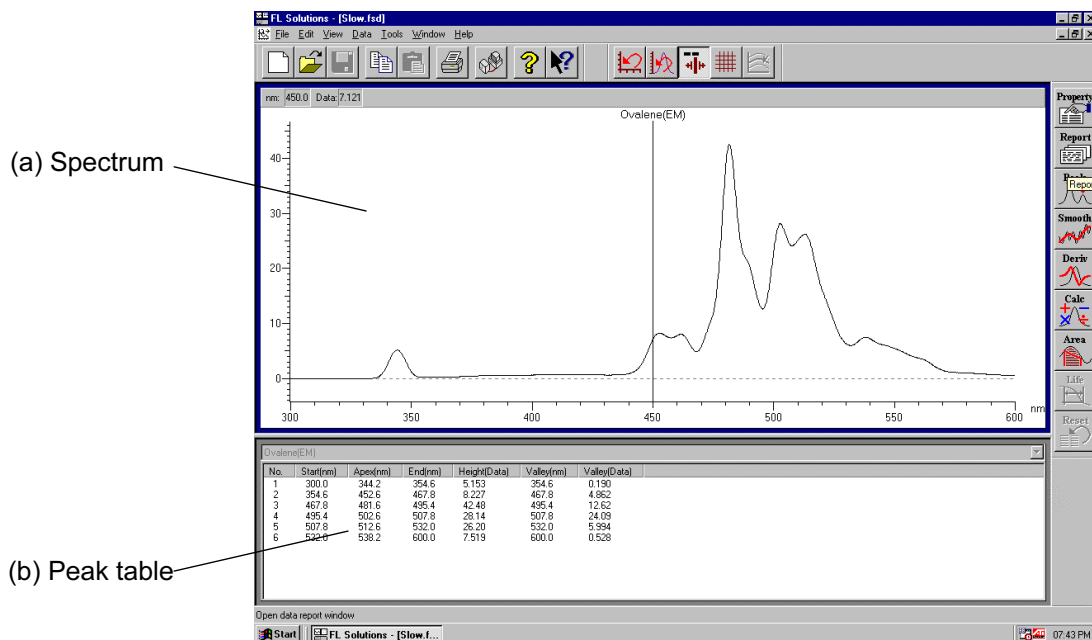 FL Solutions - [Slow.fsd]
File Edit View Data Tools Window Help
nm: 450.0 Data: 7.121
Ovalene(EM)
40
30
20
10
0
300 350 400 450 500 550 600 nm
Property
Report
Repo
Smooth
Deriv
Calc
Area
Life
Reset
(a) Spectrum
Ovalene(EM)
No. Start(nm) Apex(nm) End(nm) Height(Data) Valley(nm) Valley(Data)
1 300.0 344.2 354.6 5.153 354.6 0.190
2 354.6 452.6 467.8 8.227 467.8 4.862
3 467.8 481.6 495.4 42.48 495.4 12.62
4 495.4 502.6 507.8 28.14 507.8 24.09
5 507.8 512.6 532.0 26.20 532.0 5.994
6 532.0 538.2 600.0 7.519 600.0 0.528
(b) Peak table
Open data report window
Start FL Solutions - [Slow.f... 07:43 PM